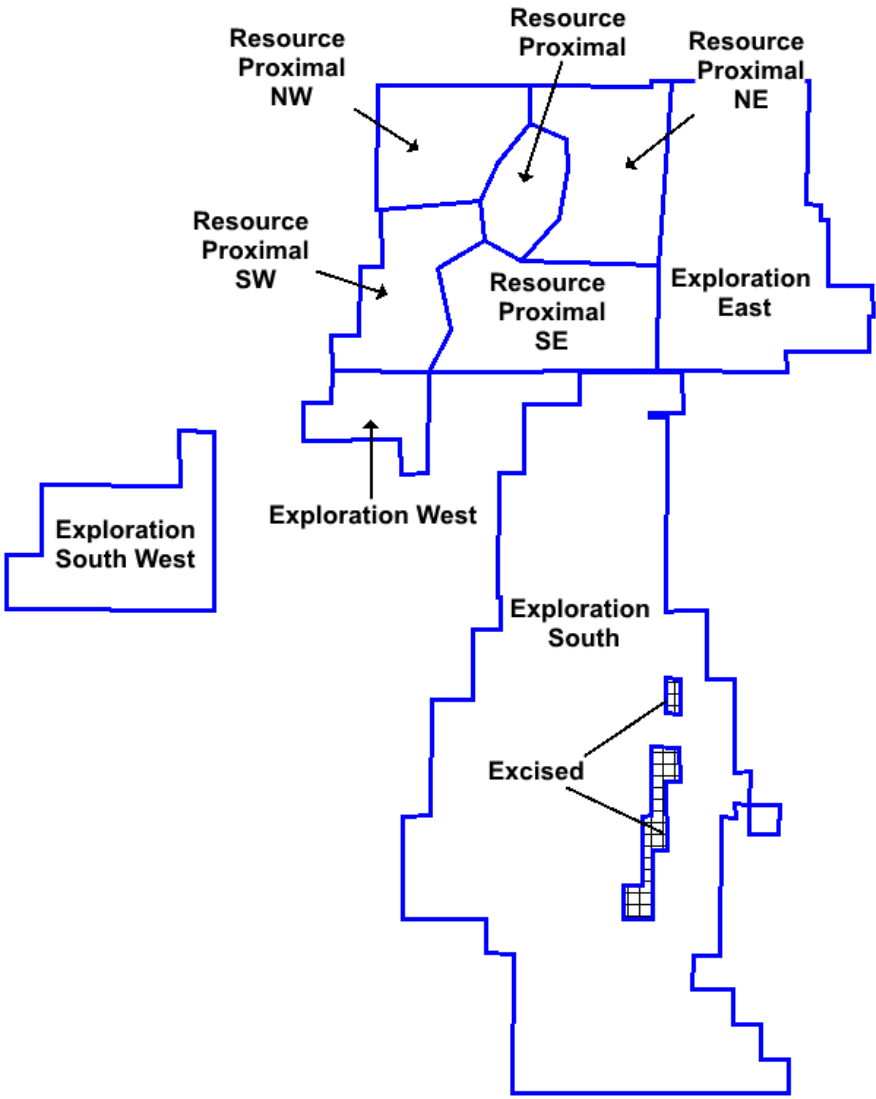 Resource
Proximal
NW
Resource
Proximal
Resource
Proximal
NE
Resource
Proximal
SW
Resource
Proximal
SE
Exploration
East
Exploration
South West
Exploration West
Exploration
South
Excised